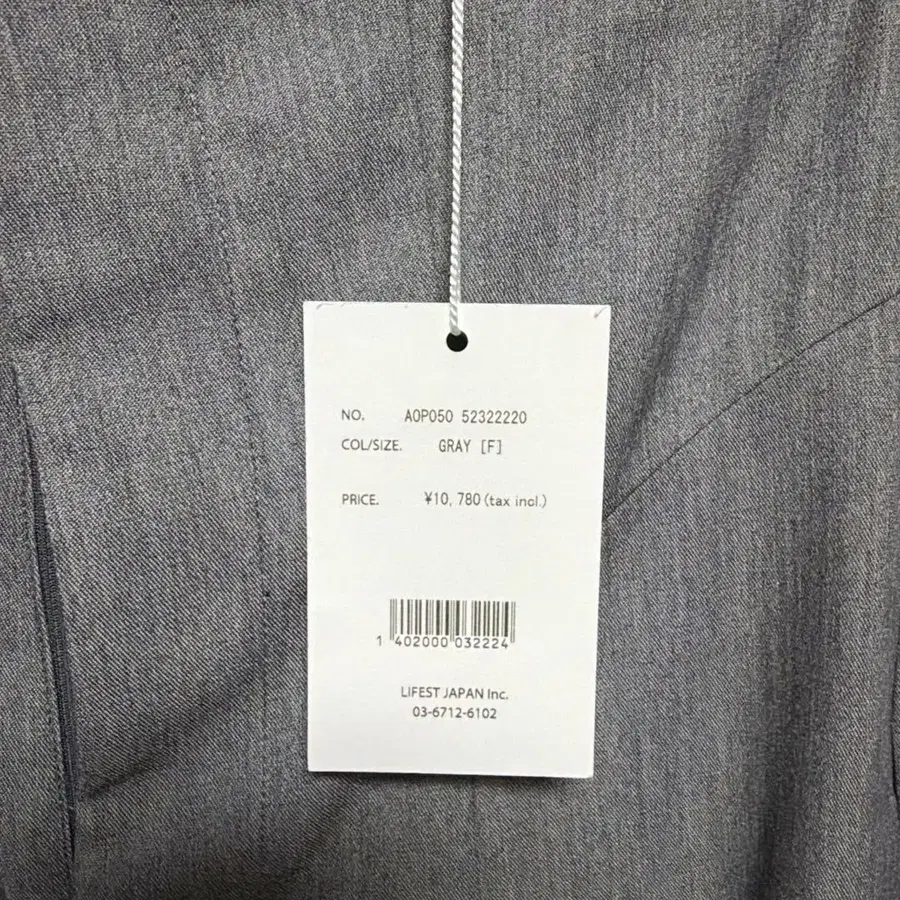 NO. AOP050 52322220
COL/SIZE. GRAY [F]
PRICE. ¥10,780(tax incl.)
1 402000 032224
LIFEST JAPAN Inc.
03-6712-6102